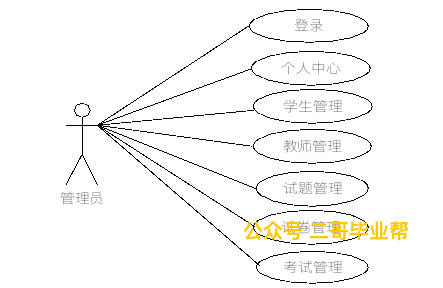 登录
个人中心
学生管理
教师管理
试题管理
管理员
试卷管理
公众号 二哥毕业帮
考试管理